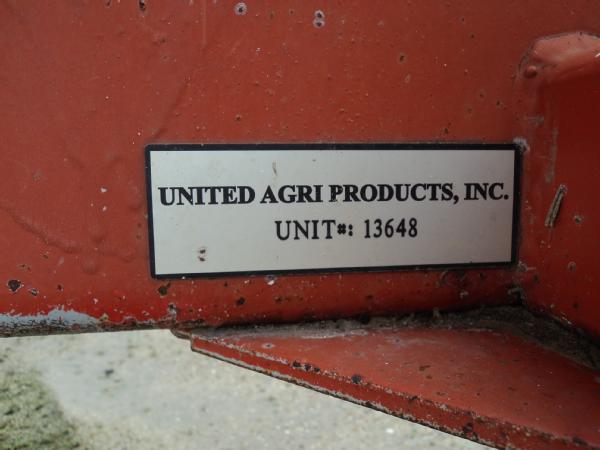 UNITED AGRI PRODUCTS, INC.
UNIT#: 13648